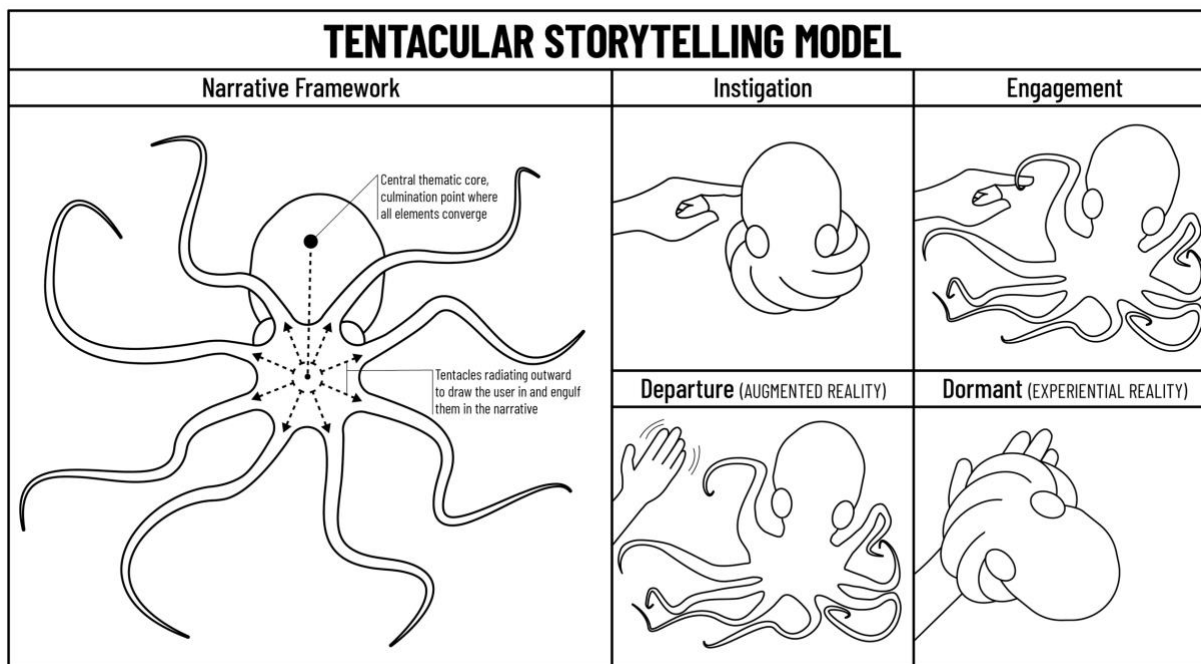 TENTACULAR STORYTELLING MODEL
Narrative Framework
Central thematic core,
culmination point where
all elements converge
Tentacles radiating outward
to draw the user in and engulf
them in the narrative
Instigation
Engagement
Departure (AUGMENTED REALITY)
Dormant (EXPERIENTIAL REALITY)